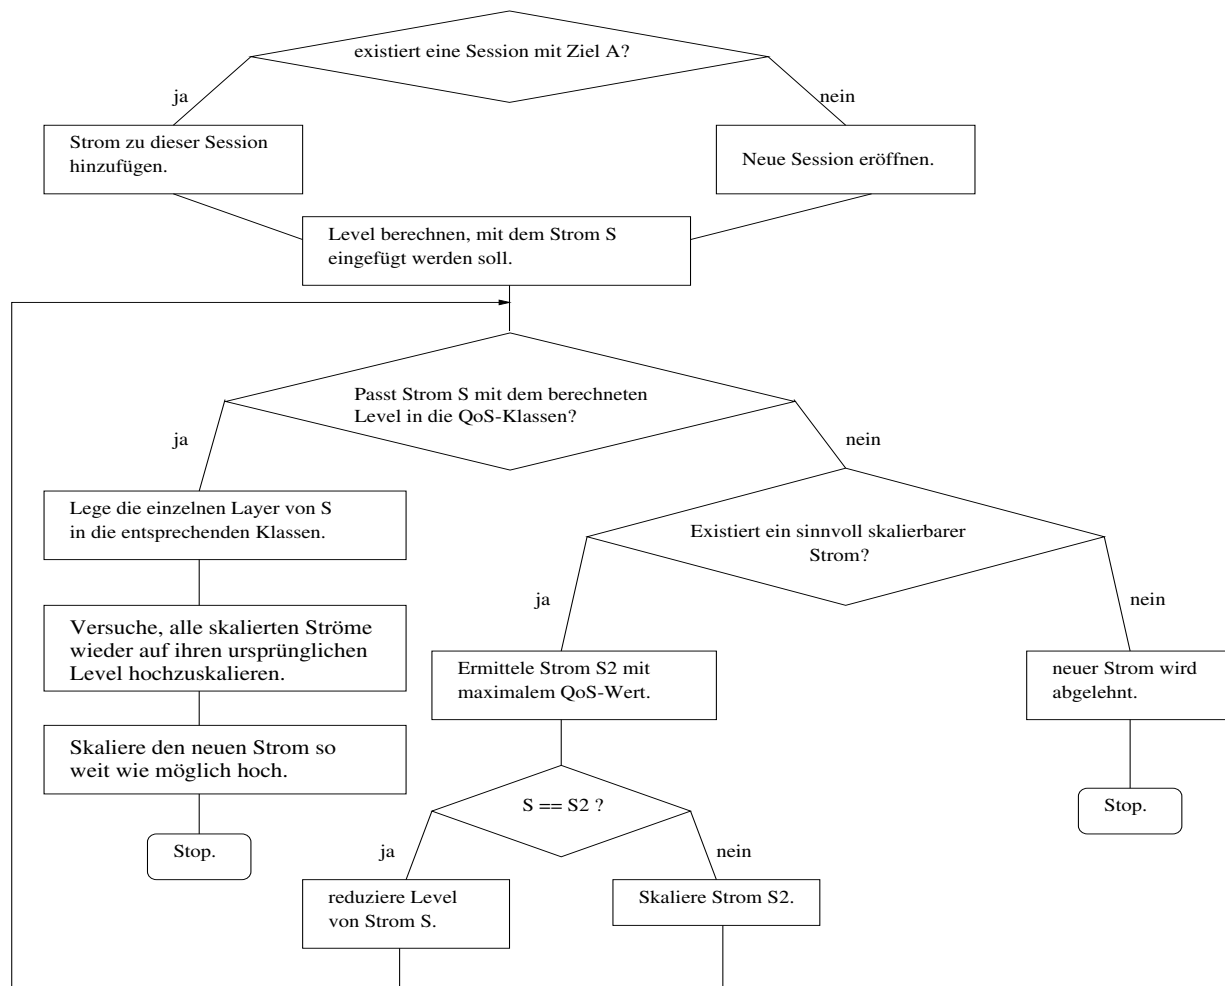 existiert eine Session mit Ziel A?
ja
nein
Strom zu dieser Session
hinzufügen.
Neue Session eröffnen.
Level berechnen, mit dem Strom S
eingefügt werden soll.
Passt Strom S mit dem berechneten
Level in die QoS-Klassen?
ja
nein
Lege die einzelnen Layer von S
in die entsprechenden Klassen.
Existiert ein sinnvoll skalierbarer
Strom?
ja
nein
Versuche, alle skalierten Ströme
wieder auf ihren ursprünglichen
Level hochzuskalieren.
Ermittele Strom S2 mit
maximalem QoS-Wert.
neuer Strom wird
abgelehnt.
Skaliere den neuen Strom so
weit wie möglich hoch.
S == S2 ?
Stop.
Stop.
ja
nein
reduziere Level
von Strom S.
Skaliere Strom S2.